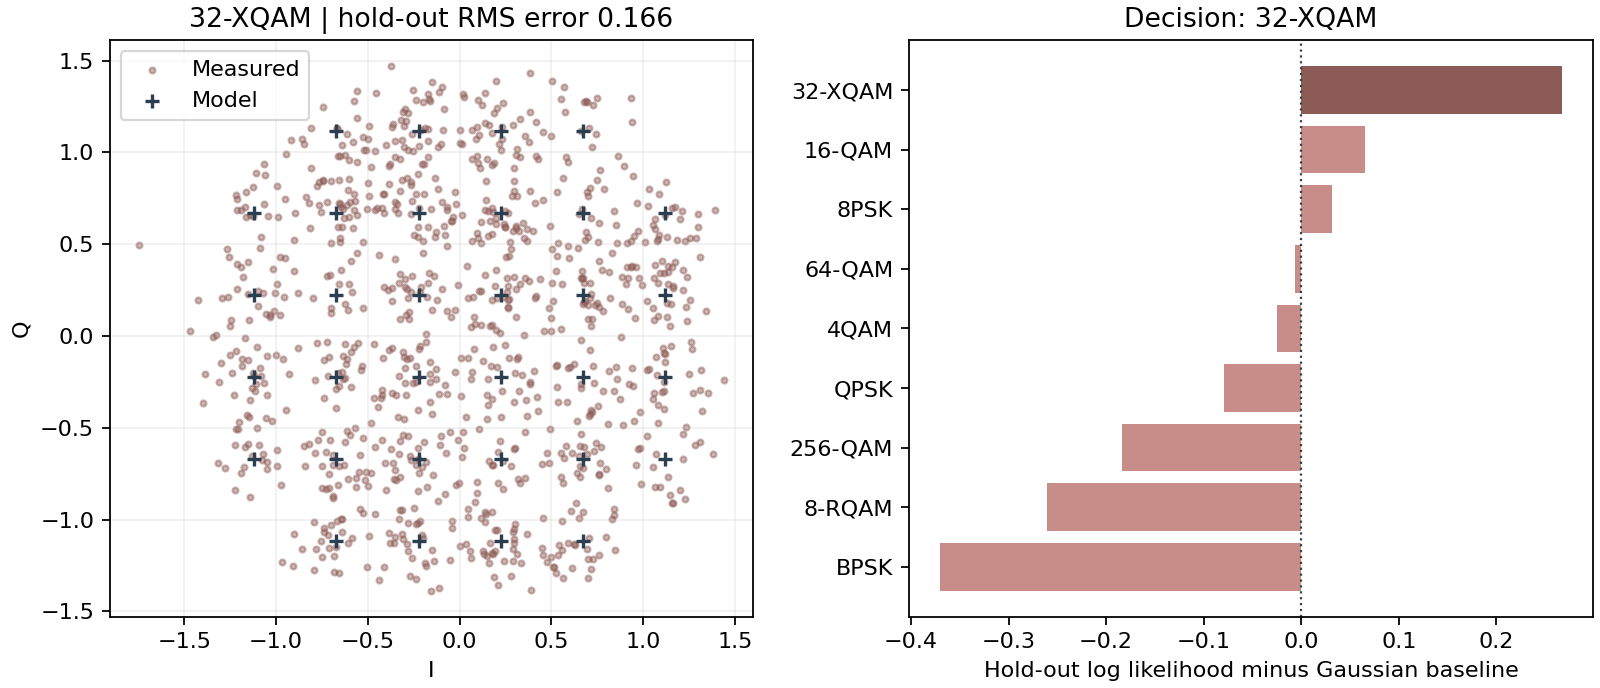 32-XQAM | hold-out RMS error 0.166
Measured
Model
1.5
1.0
0.5
0.0
−0.5
−1.0
−1.5
Q
−1.5
−1.0
−0.5
0.0
0.5
1.0
1.5
I
Decision: 32-XQAM
32-XQAM
16-QAM
8PSK
64-QAM
4QAM
QPSK
256-QAM
8-RQAM
BPSK
−0.4
−0.3
−0.2
−0.1
0.0
0.1
0.2
Hold-out log likelihood minus Gaussian baseline